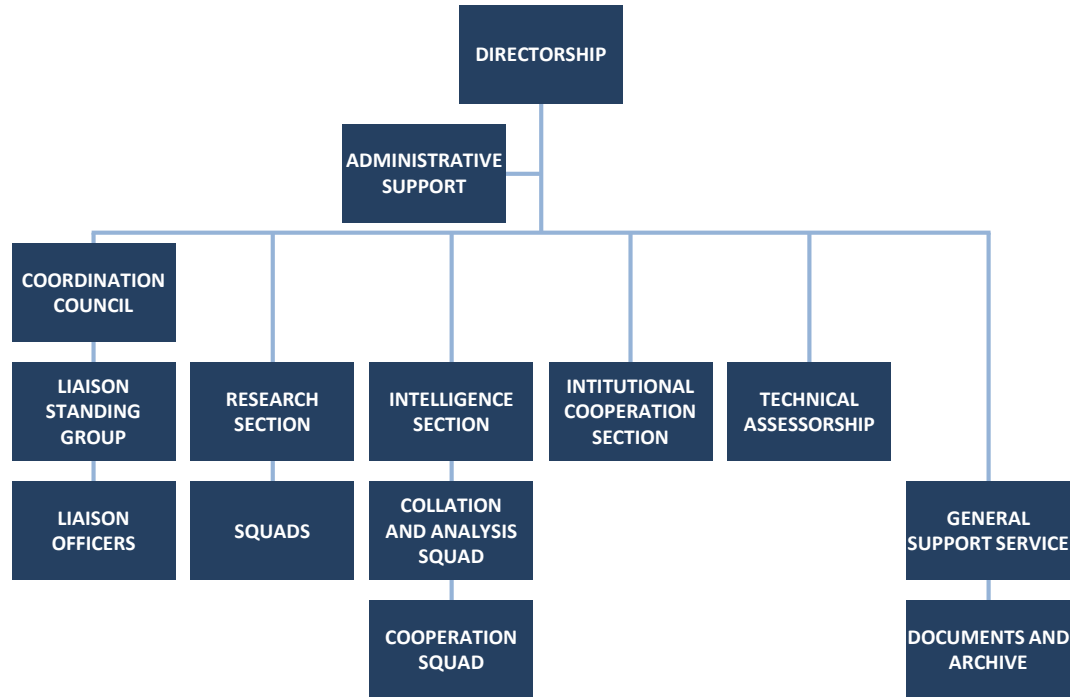 DIRECTORSHIP
ADMINISTRATIVE
SUPPORT
COORDINATION
COUNCIL
LIAISON
STANDING
GROUP
RESEARCH
SECTION
INTELLIGENCE
SECTION
INTITUTIONAL
COOPERATION
SECTION
TECHNICAL
ASSESSORSHIP
LIAISON
OFFICERS
SQUADS
COLLATION
AND ANALYSIS
SQUAD
GENERAL
SUPPORT SERVICE
COOPERATION
SQUAD
DOCUMENTS AND
ARCHIVE